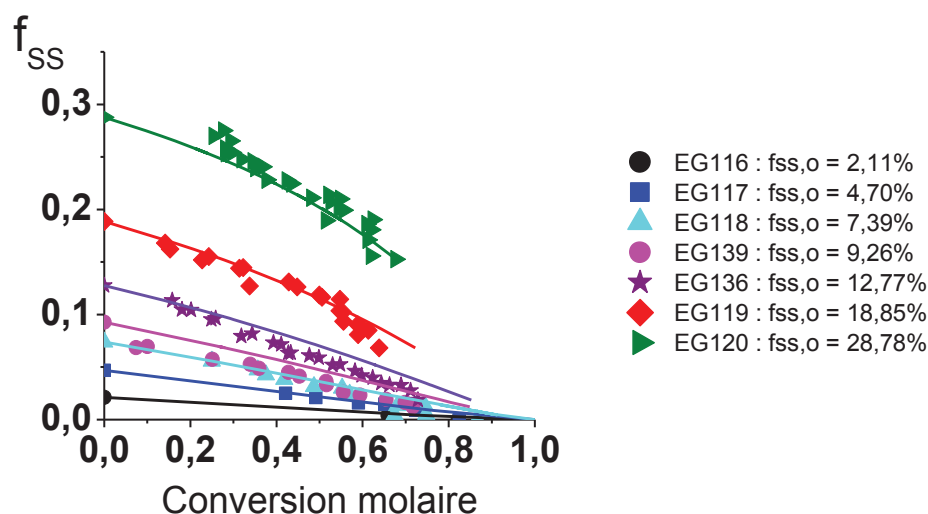 fSS
0,3
0,2
0,1
0,0
0,0 0,2 0,4 0,6 0,8 1,0
Conversion molaire
EG116 : fss,o = 2,11%
EG117 : fss,o = 4,70%
EG118 : fss,o = 7,39%
EG139 : fss,o = 9,26%
EG136 : fss,o = 12,77%
EG119 : fss,o = 18,85%
EG120 : fss,o = 28,78%